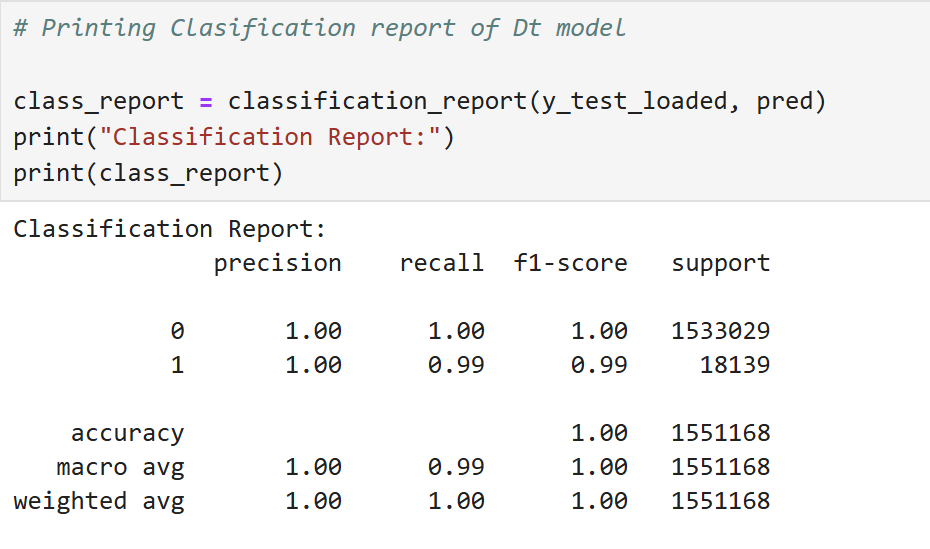 # Printing Clasification report of Dt model
class_report = classification_report(y_test_loaded, pred)
print("Classification Report:")
print(class_report)
Classification Report:
precision recall f1-score support
0 1.00 1.00 1.00 1533029
1 1.00 0.99 0.99 18139
accuracy 1.00 1551168
macro avg 1.00 0.99 1.00 1551168
weighted avg 1.00 1.00 1.00 1551168